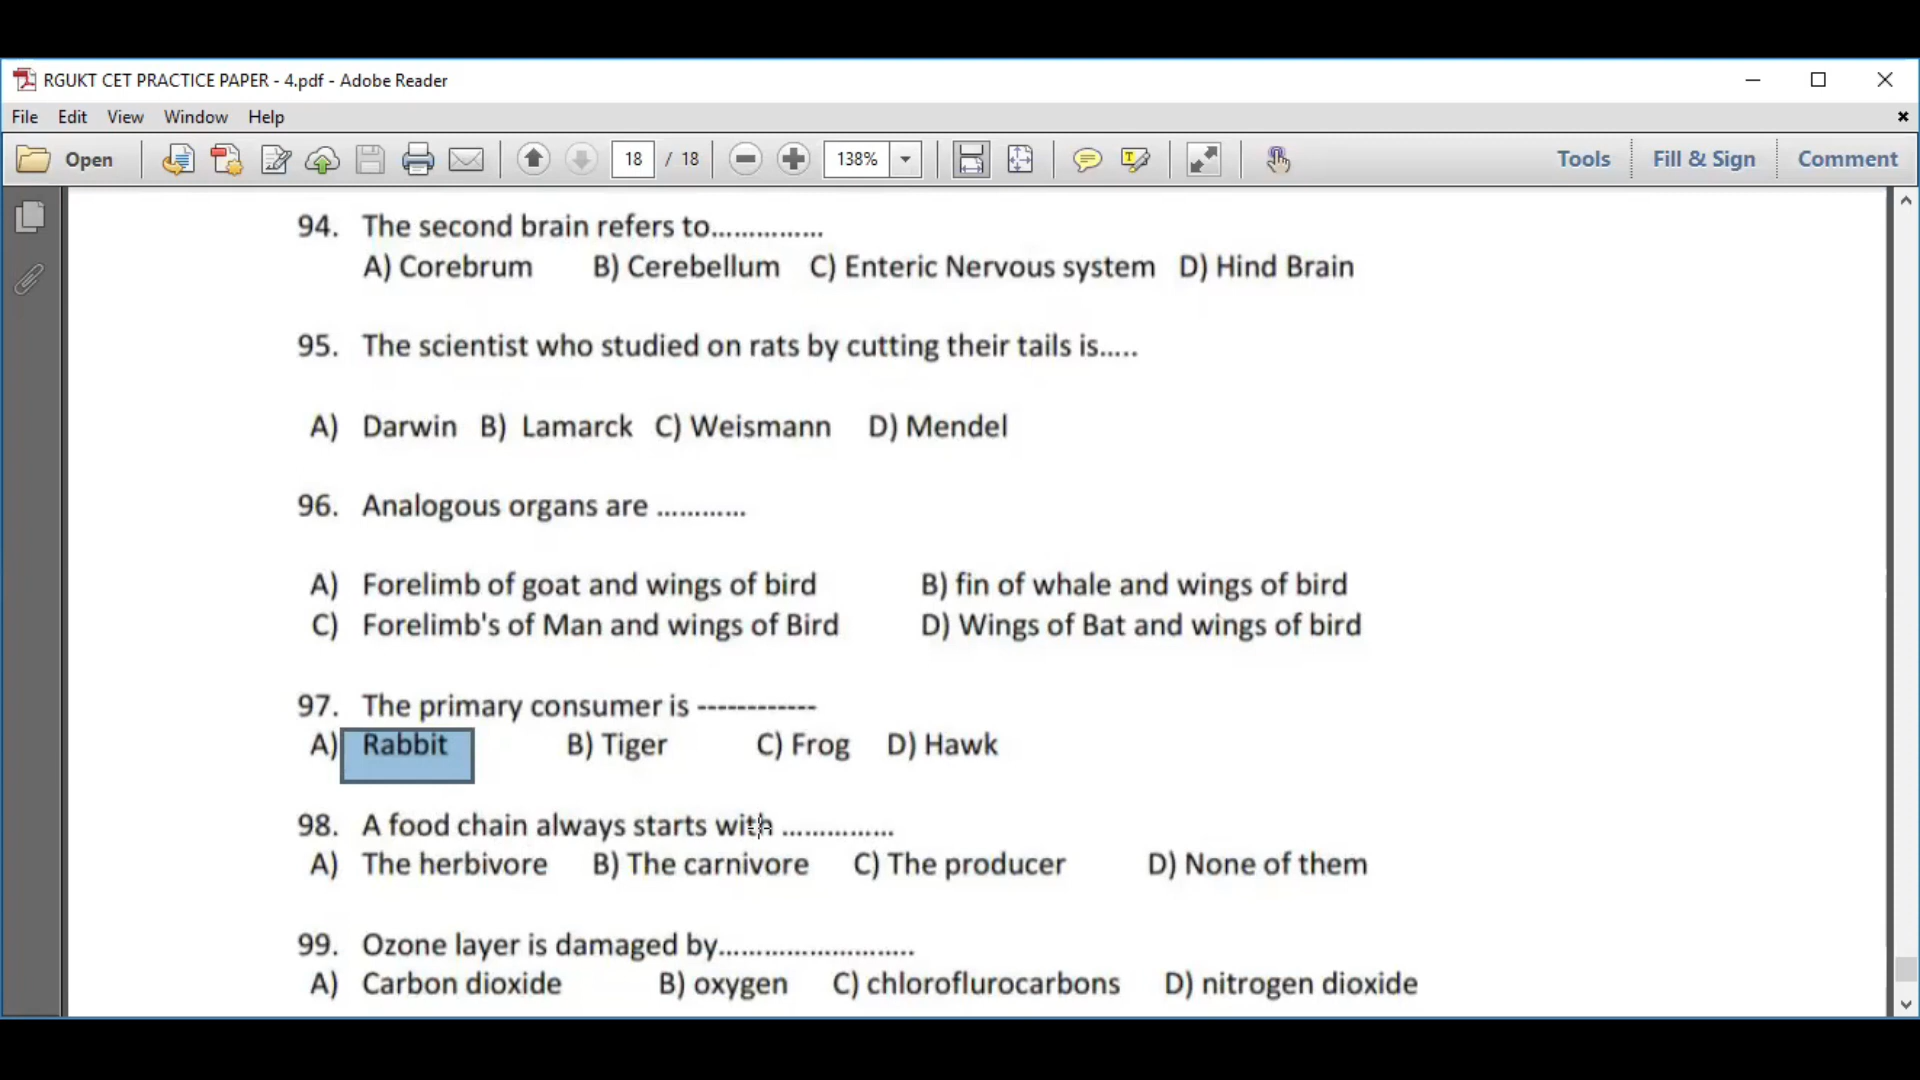 RGUKT CET PRACTICE PAPER - 4.pdf - Adobe Reader
File Edit View Window Help
Open 18 / 18 138% Tools Fill & Sign Comment
94. The second brain refers to...............
A) Corebrum B) Cerebellum C) Enteric Nervous system D) Hind Brain
95. The scientist who studied on rats by cutting their tails is.....
A) Darwin B) Lamarck C) Weismann D) Mendel
96. Analogous organs are ............
A) Forelimb of goat and wings of bird B) fin of whale and wings of bird
C) Forelimb's of Man and wings of Bird D) Wings of Bat and wings of bird
97. The primary consumer is ------------
A) Rabbit B) Tiger C) Frog D) Hawk
98. A food chain always starts with ...............
A) The herbivore B) The carnivore C) The producer D) None of them
99. Ozone layer is damaged by..........................
A) Carbon dioxide B) oxygen C) chloroflurocarbons D) nitrogen dioxide